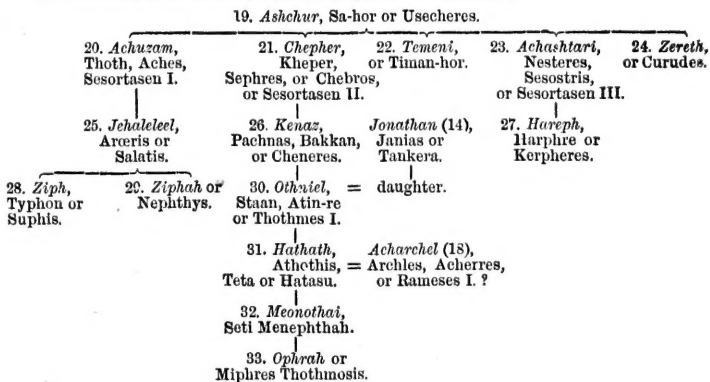 19. Ashchur, Sa-hor or Usecheres.
20. Achuzam, 21. Chepher, 22. Temeni, 23. Achashtari, 24. Zereth,
Thoth, Aches, Kheper, or Timan-hor. Nesteres, or Curudes.
Sesortasen I. Sephres, or Chebros, Sesostris,
or Sesortasen II. or Sesortasen III.
25. Jehaleleel, 26. Kenaz, Jonathan (14), 27. Hareph,
Arœris or Pachnas, Bakkan, Janias or Harphre or
Salatis. or Cheneres. Tankera. Kerpheres.
28. Ziph, 29. Ziphah or 30. Othniel, = daughter.
Typhon or Nephthys. Staan, Atin-re
Suphis. or Thothmes I.
31. Hathath, Acharchel (18),
Athothis, = Archles, Acherres,
Teta or Hatasu. or Rameses I. ?
32. Meonothai,
Seti Menephthah.
33. Ophrah or
Miphres Thothmosis.